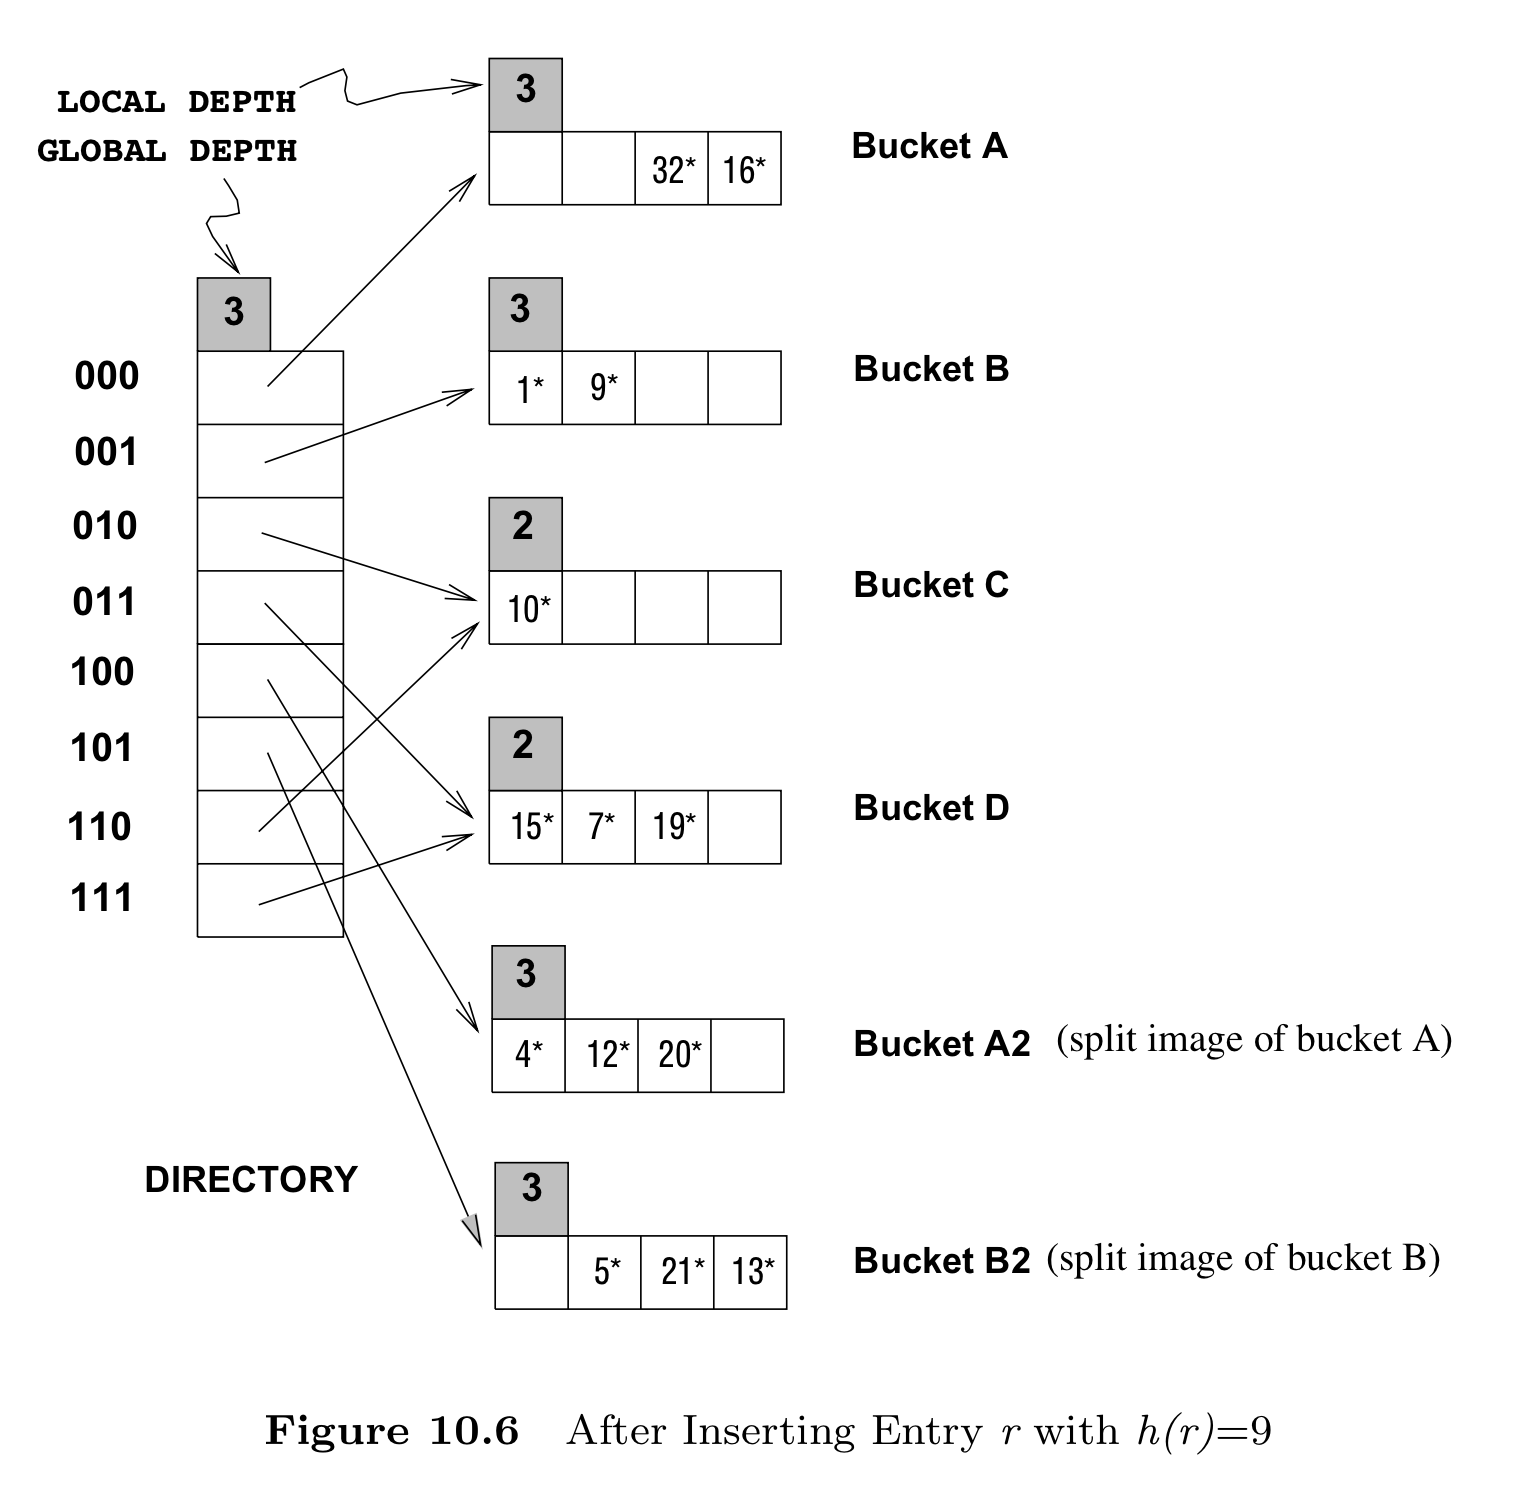 LOCAL DEPTH
GLOBAL DEPTH
3
32* 16*
Bucket A
3
000
001
010
011
100
101
110
111
3
1* 9*
Bucket B
2
10*
Bucket C
2
15* 7* 19*
Bucket D
3
4* 12* 20*
Bucket A2 (split image of bucket A)
DIRECTORY
3
5* 21* 13*
Bucket B2 (split image of bucket B)
Figure 10.6 After Inserting Entry r with h(r)=9